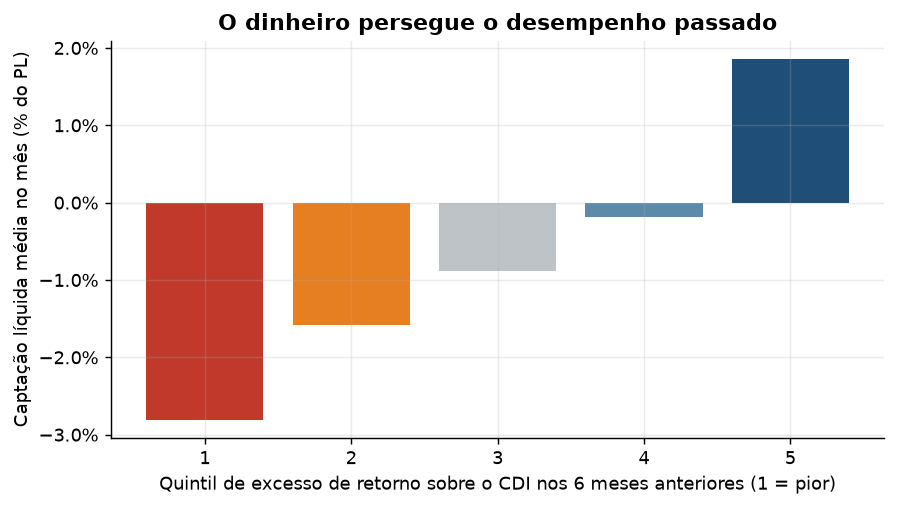 O dinheiro persegue o desempenho passado
Captação líquida média no mês (% do PL)
2.0%
1.0%
0.0%
−1.0%
−2.0%
−3.0%
1 2 3 4 5
Quintil de excesso de retorno sobre o CDI nos 6 meses anteriores (1 = pior)